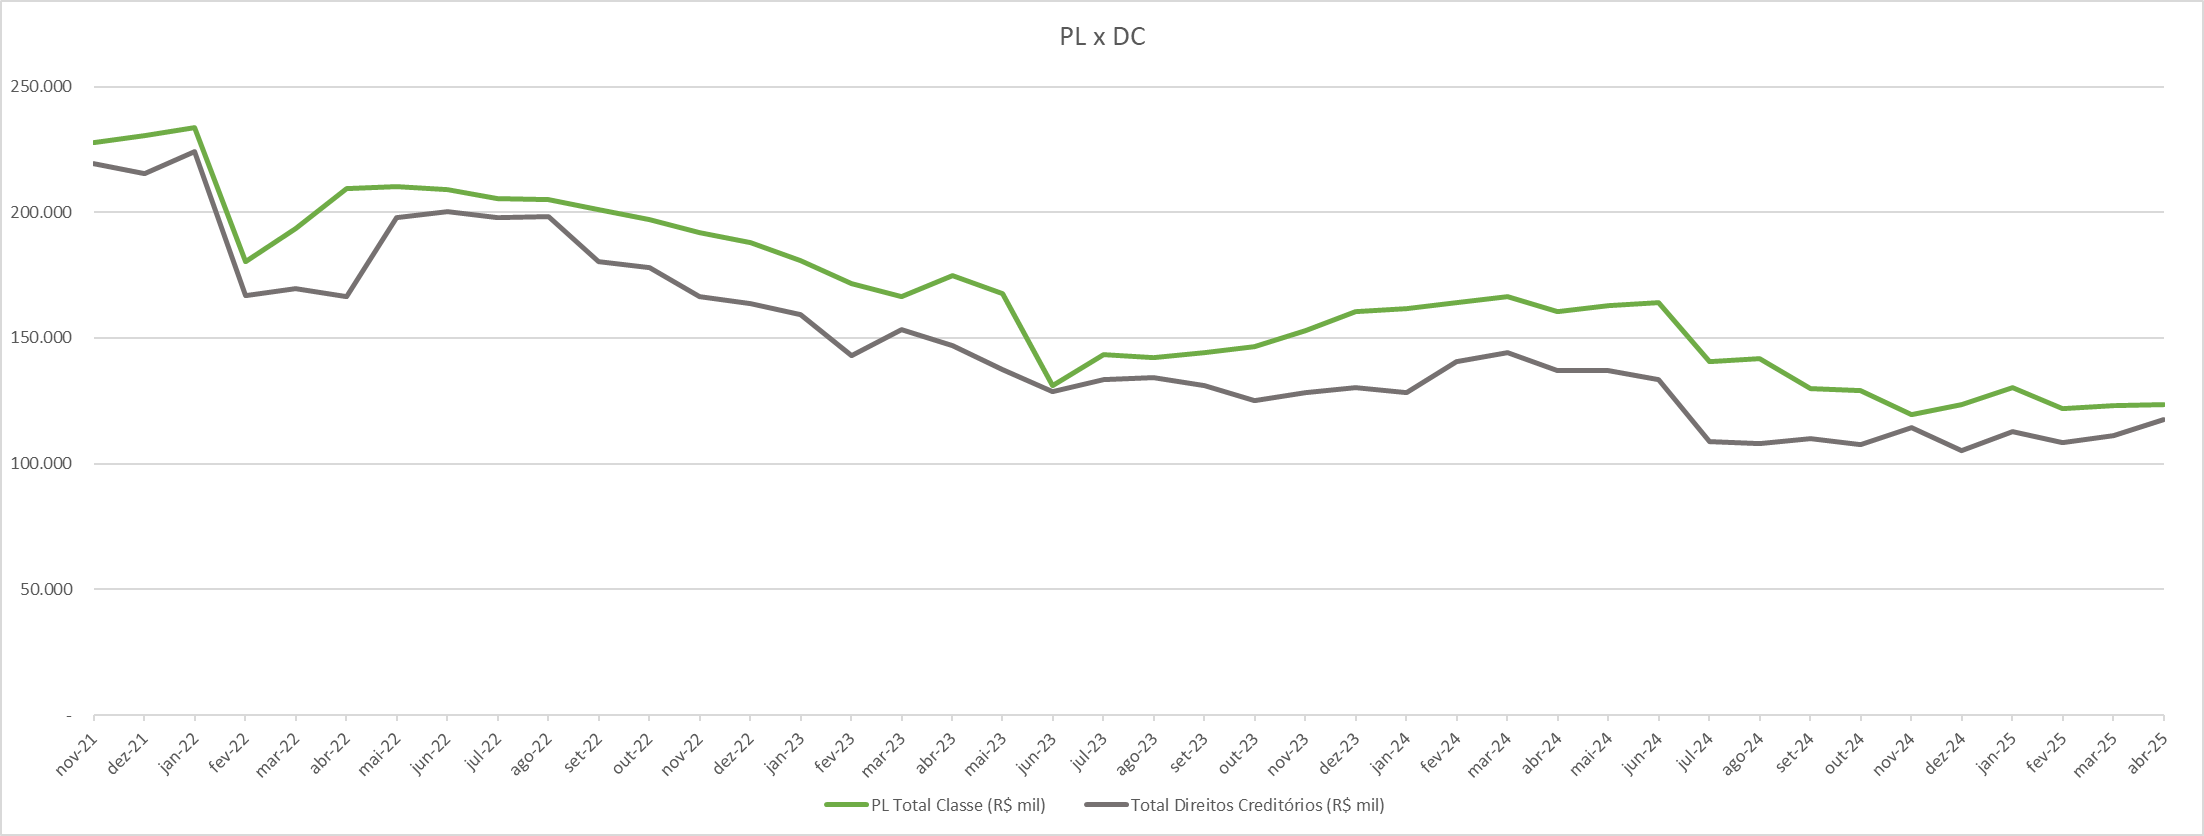 PL x DC
250.000
200.000
150.000
100.000
50.000
-
nov-21
dez-21
jan-22
fev-22
mar-22
abr-22
mai-22
jun-22
jul-22
ago-22
set-22
out-22
nov-22
dez-22
jan-23
fev-23
mar-23
abr-23
mai-23
jun-23
jul-23
ago-23
set-23
out-23
nov-23
dez-23
jan-24
fev-24
mar-24
abr-24
mai-24
jun-24
jul-24
ago-24
set-24
out-24
nov-24
dez-24
jan-25
fev-25
mar-25
abr-25
PL Total Classe (R$ mil)
Total Direitos Creditórios (R$ mil)